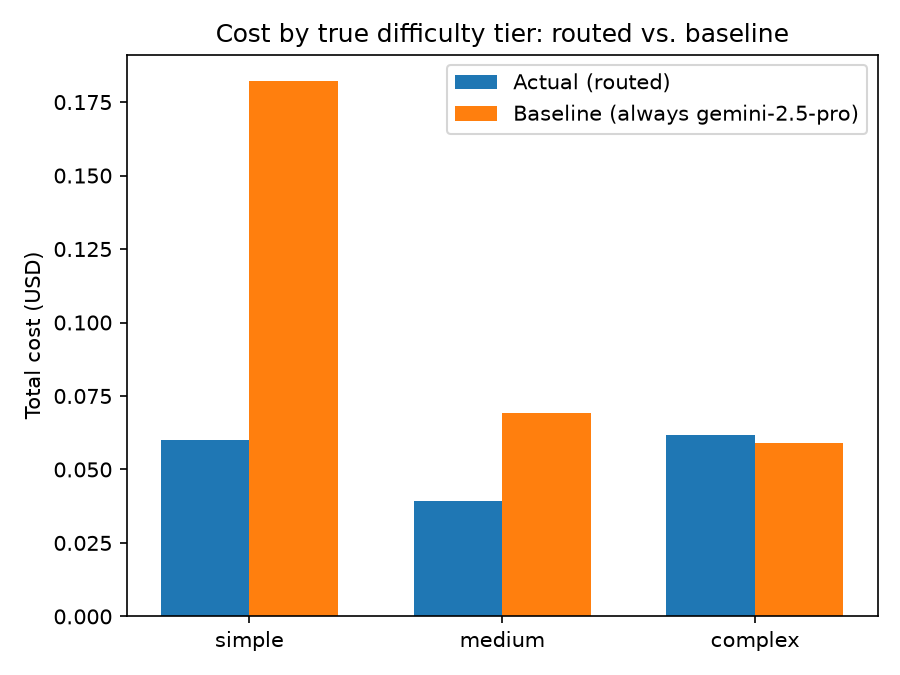 Cost by true difficulty tier: routed vs. baseline
Actual (routed)
Baseline (always gemini-2.5-pro)
Total cost (USD)
0.175
0.150
0.125
0.100
0.075
0.050
0.025
0.000
simple
medium
complex